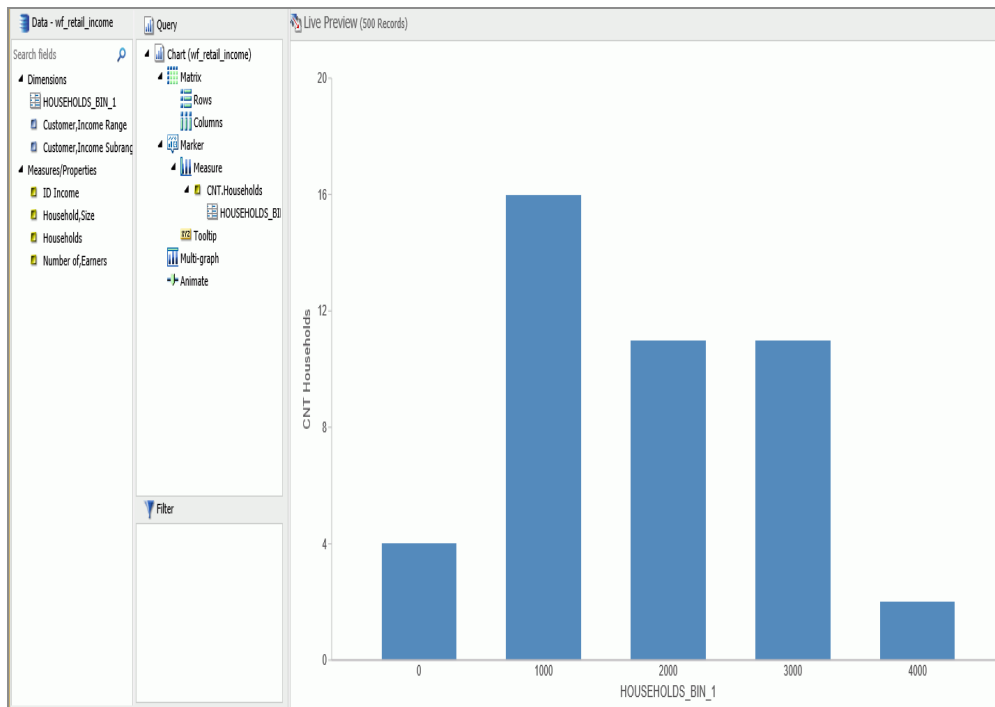 Data - wf_retail_income
Search fields
Dimensions
HOUSEHOLDS_BIN_1
Customer,Income Range
Customer,Income Subrang
Measures/Properties
ID Income
Household,Size
Households
Number of,Earners
Query
Chart (wf_retail_income)
Matrix
Rows
Columns
Marker
Measure
CNT.Households
HOUSEHOLDS_BI
XYZ Tooltip
Multi-graph
Animate
Filter
Live Preview (500 Records)
20
16
12
8
4
0
CNT Households
0 1000 2000 3000 4000
HOUSEHOLDS_BIN_1